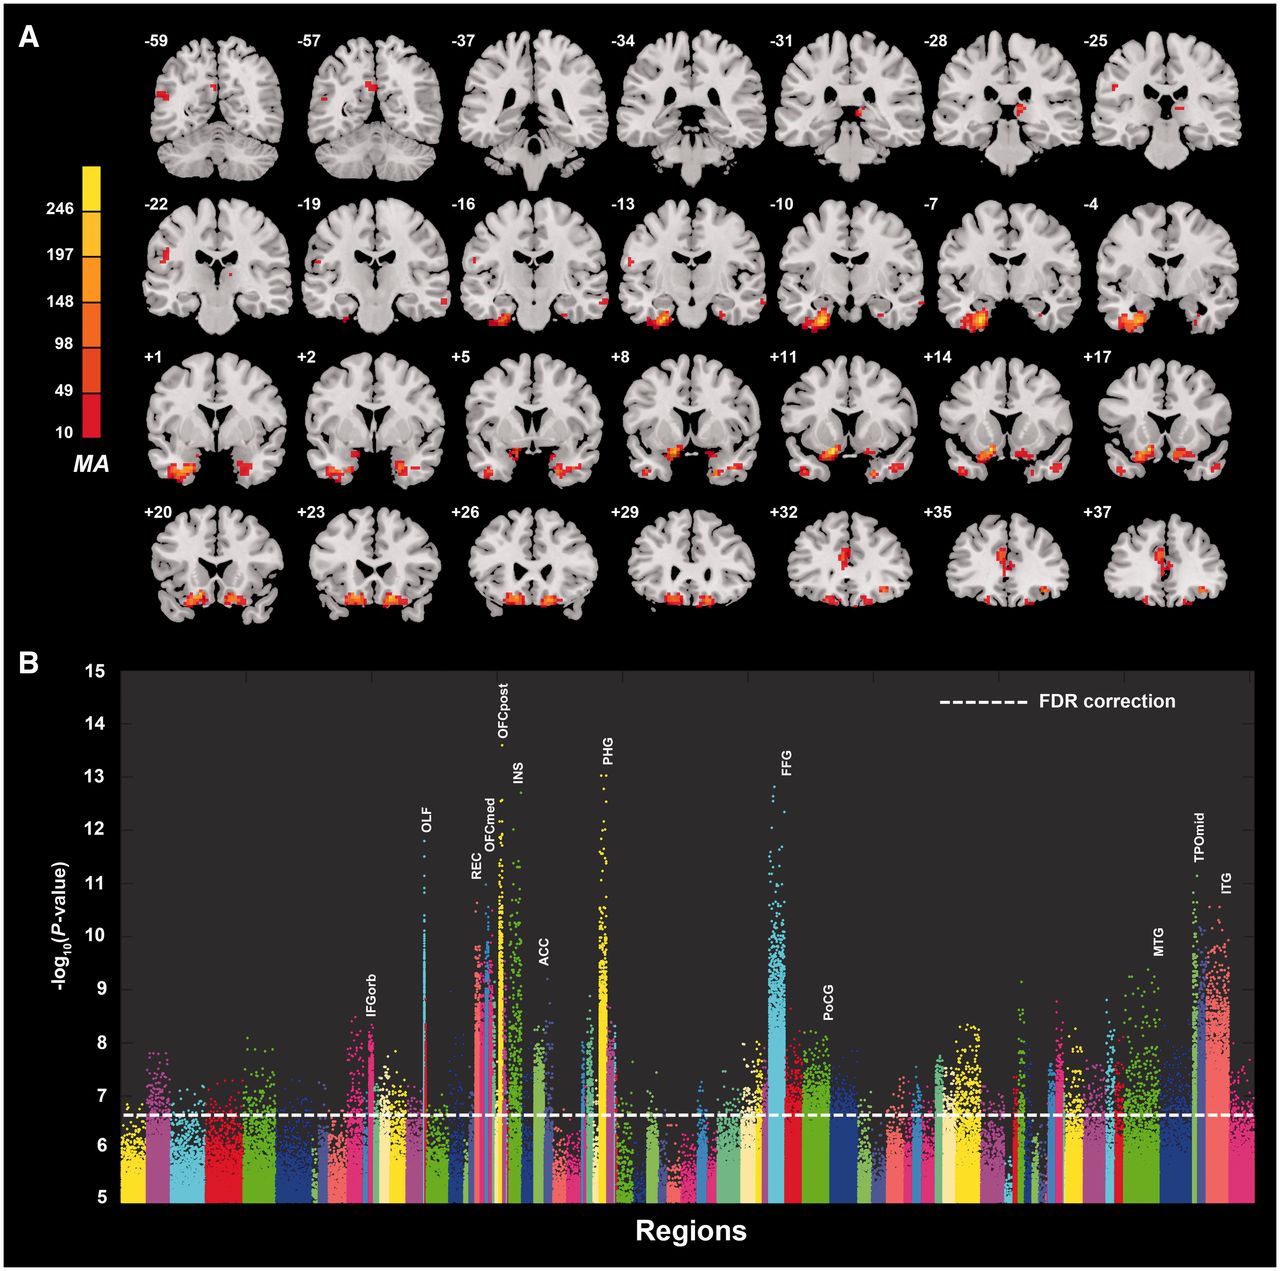 A
-59 -57 -37 -34 -31 -28 -25
-22 -19 -16 -13 -10 -7 -4
+1 +2 +5 +8 +11 +14 +17
+20 +23 +26 +29 +32 +35 +37
246
197
148
98
49
10
MA
B
15
14
13
12
11
10
9
8
7
6
5
-log10(P-value)
FDR correction
IFGorb
OLF
REC
OFCmed
OFCpost
INS
ACC
PHG
FFG
PoCG
MTG
TPOmid
ITG
Regions